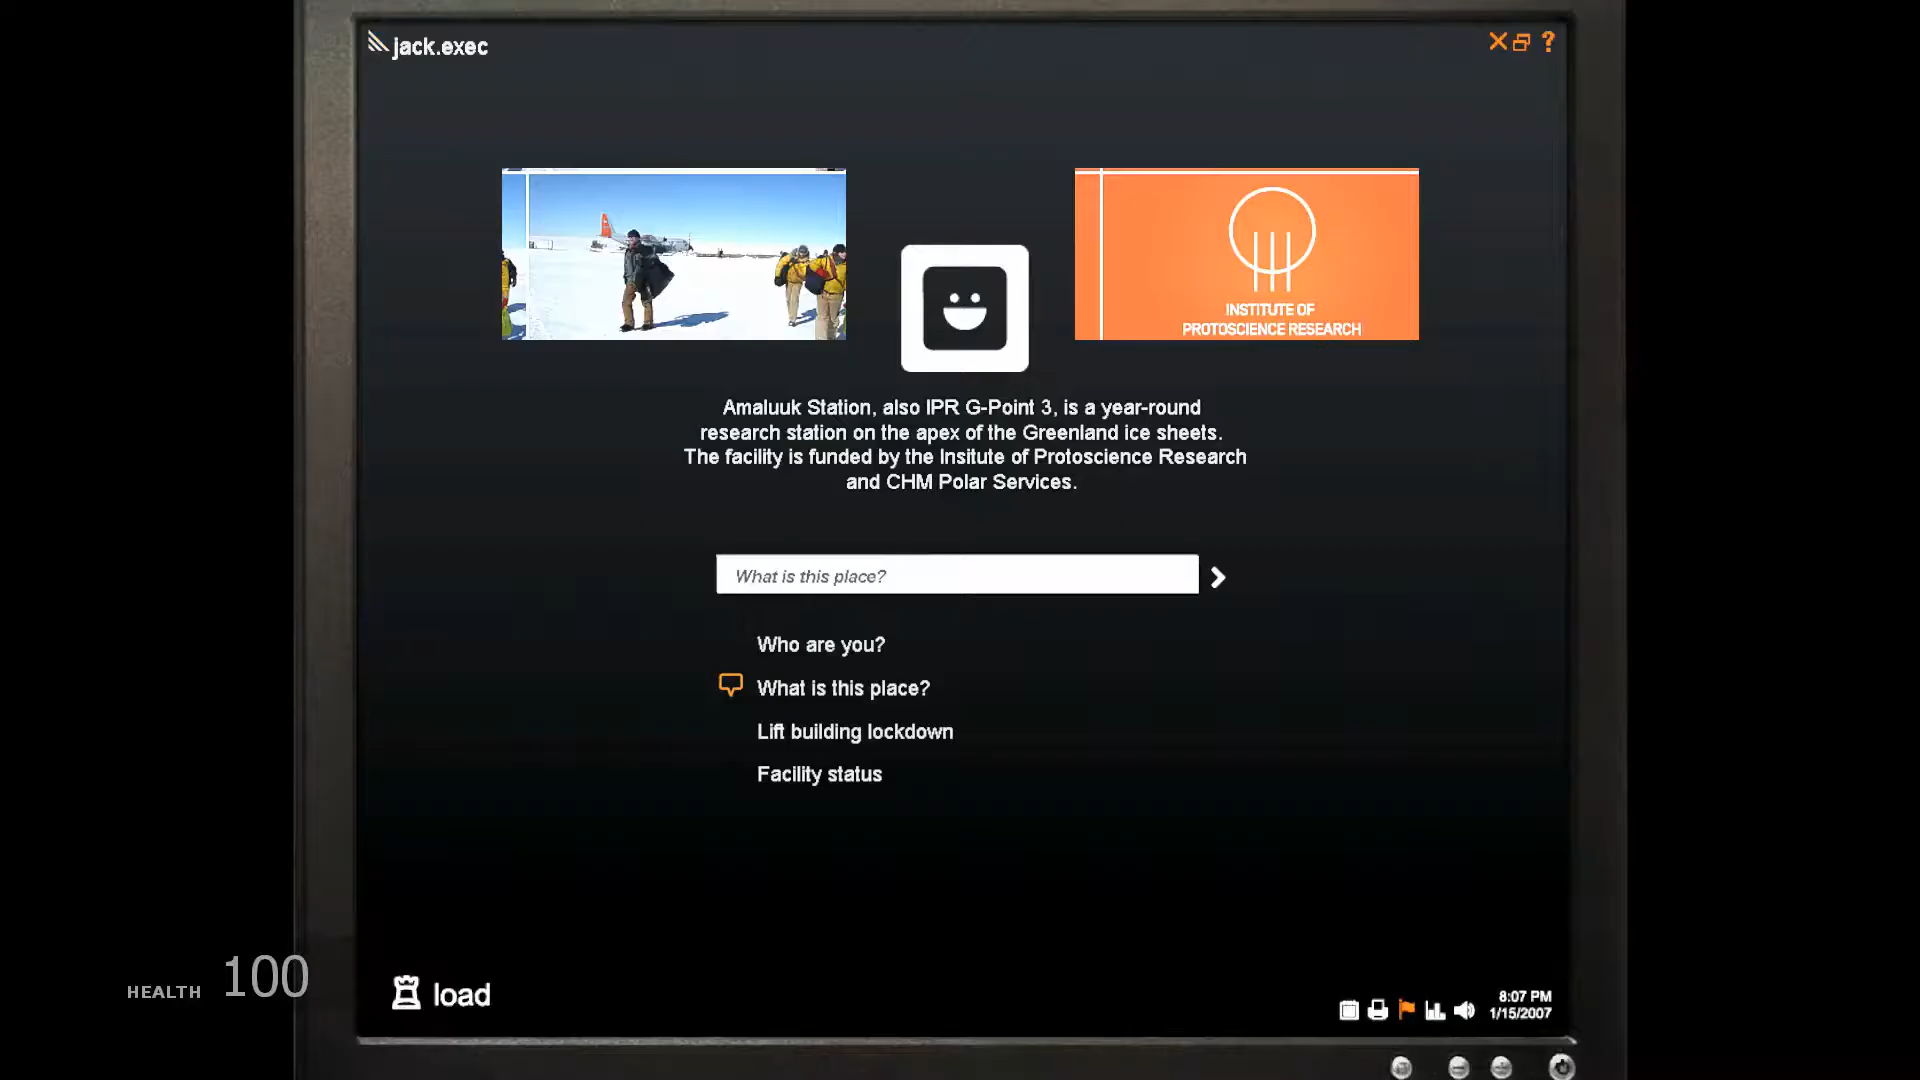 jack.exec
?
INSTITUTE OF
PROTOSCIENCE RESEARCH
Amaluuk Station, also IPR G-Point 3, is a year-round
research station on the apex of the Greenland ice sheets.
The facility is funded by the Insitute of Protoscience Research
and CHM Polar Services.
What is this place?
Who are you?
What is this place?
Lift building lockdown
Facility status
HEALTH 100
load
8:07 PM
1/15/2007